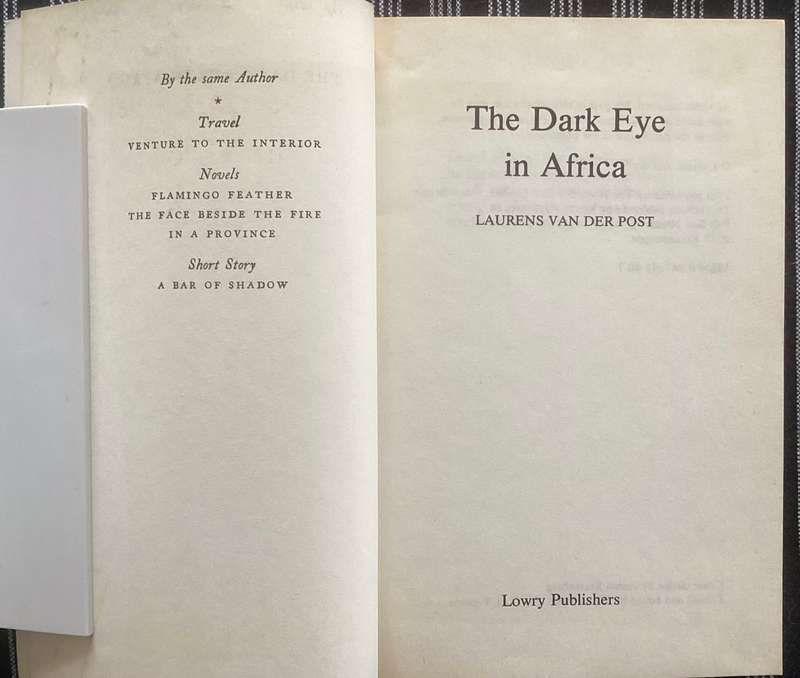 By the same Author
*
Travel
VENTURE TO THE INTERIOR
Novels
FLAMINGO FEATHER
THE FACE BESIDE THE FIRE
IN A PROVINCE
Short Story
A BAR OF SHADOW
The Dark Eye
in Africa
LAURENS VAN DER POST
Lowry Publishers